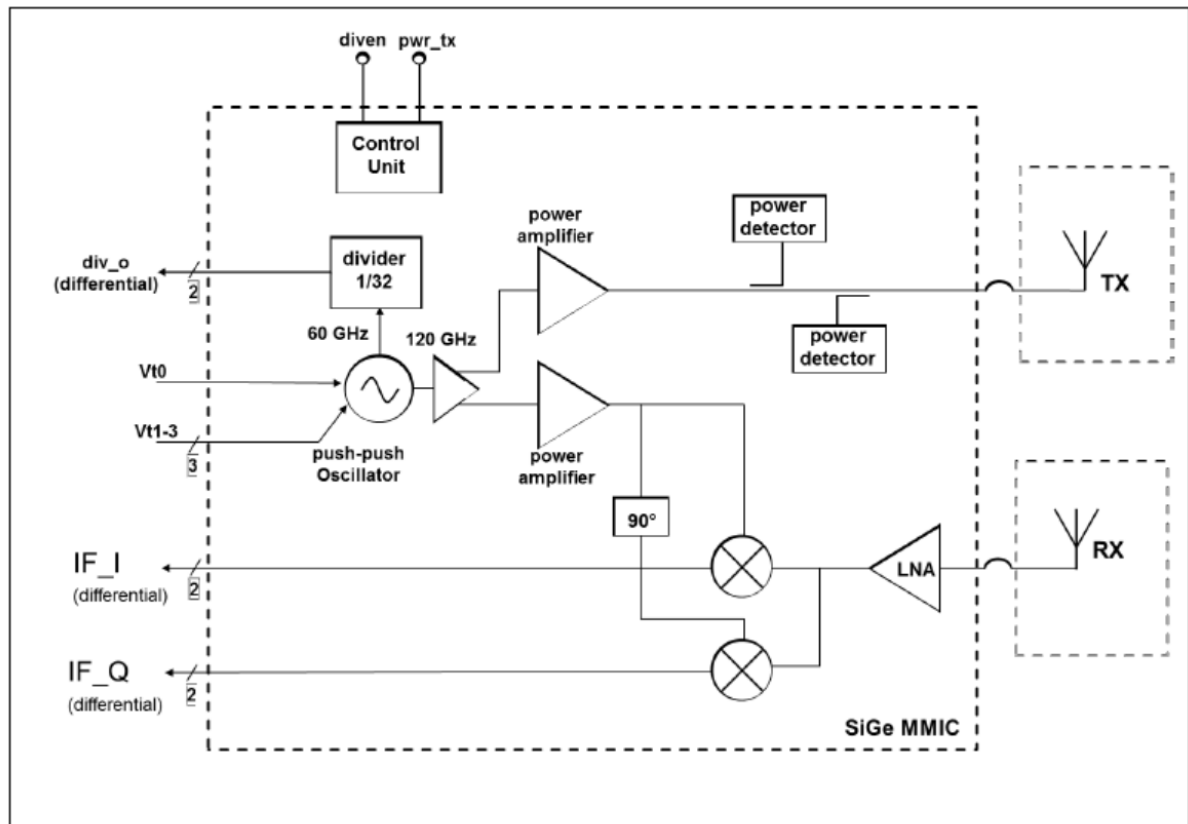 diven pwr_tx
Control
Unit
power
amplifier
power
detector
TX
div_o
(differential)
2
divider
1/32
60 GHz
120 GHz
power
detector
Vt0
Vt1-3
3
push-push
Oscillator
power
amplifier
90°
IF_I
(differential)
2
LNA
RX
IF_Q
(differential)
2
SiGe MMIC